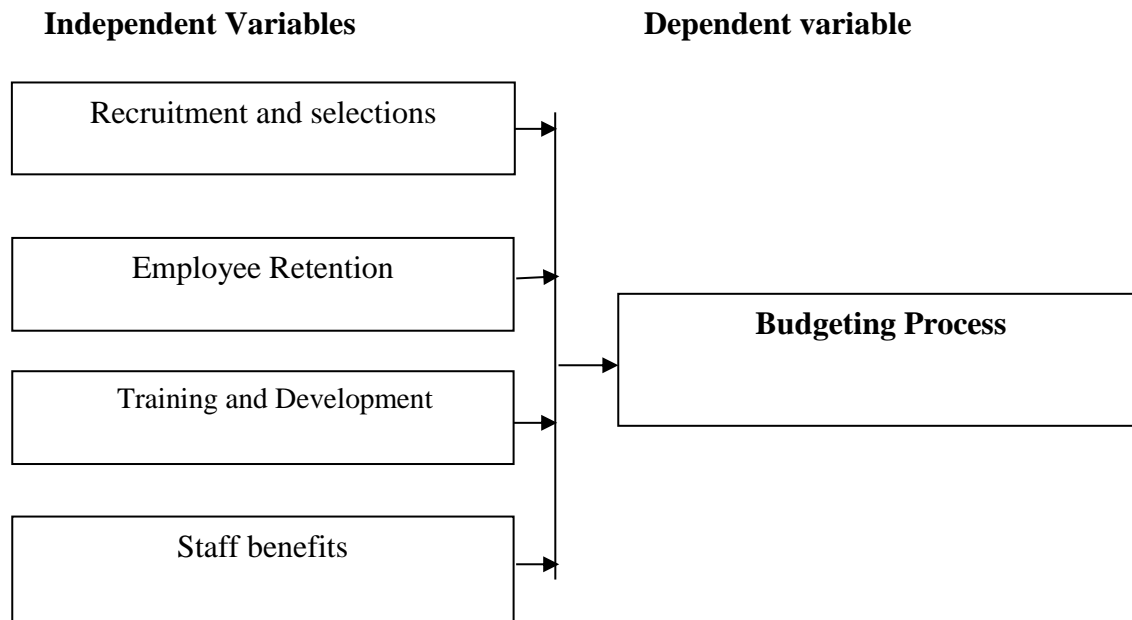 Independent Variables
Dependent variable
Recruitment and selections
Employee Retention
Budgeting Process
Training and Development
Staff benefits